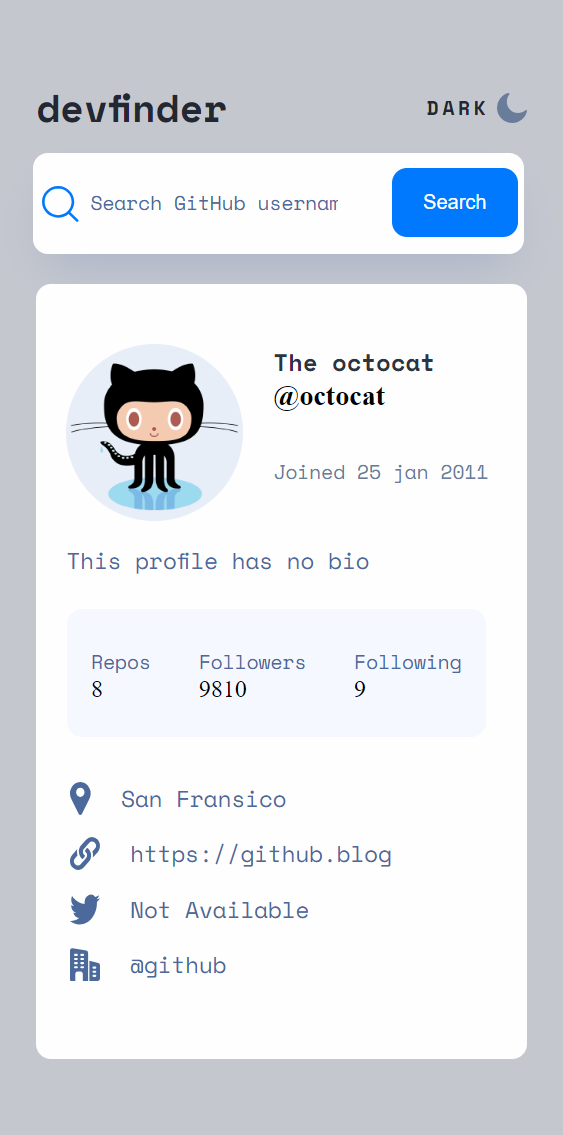 devfinder
DARK
Search GitHub usernam
Search
The octocat
@octocat
Joined 25 jan 2011
This profile has no bio
Repos Followers Following
8 9810 9
San Fransico
https://github.blog
Not Available
@github